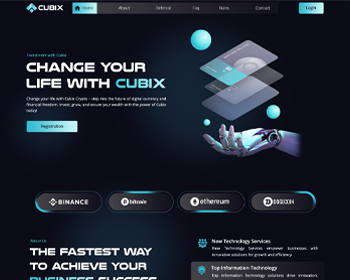 CUBIX
Home About Referral Faq Rules Contact
Login
Investment with Cubix
CHANGE YOUR
LIFE WITH CUBIX
Change your life with Cubix Crypto - step into the future of digital currency and
financial freedom. Invest, grow, and secure your wealth with the power of Cubix
today!
Registration
BINANCE
bitcoin
ethereum
DOGECOIN
About Us
THE FASTEST WAY
TO ACHIEVE YOUR
BUSINESS SUCCESS
New Technology Services
New Technology Services empower businesses with
innovative solutions for growth and efficiency
Top Information Technology
Top Information Technology drive innovation,